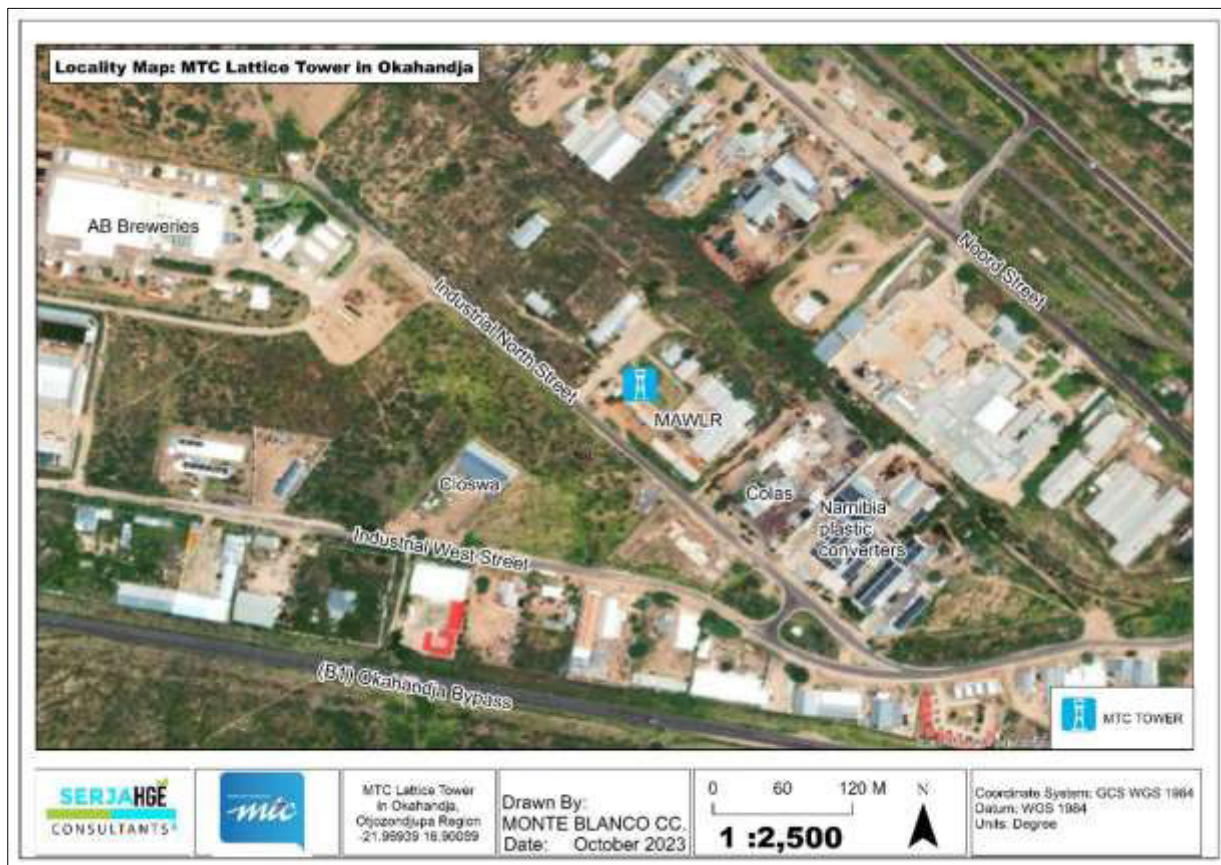 Locality Map: MTC Lattice Tower in Okahandja
AB Breweries
Noord Street
Industrial North Street
MAWLR
Cioswa
Colas
Namibia
plastic
converters
Industrial West Street
(B1) Okahandja Bypass
MTC TOWER
SERJAHGE
CONSULTANTS
mtc
MTC Lattice Tower
in Okahandja,
Otjozondjupa Region
-21.96939 16.90089
Drawn By:
MONTE BLANCO CC.
Date: October 2023
0 60 120 M
1 :2,500
N
Coordinate System: GCS WGS 1984
Datum: WGS 1984
Units: Degree